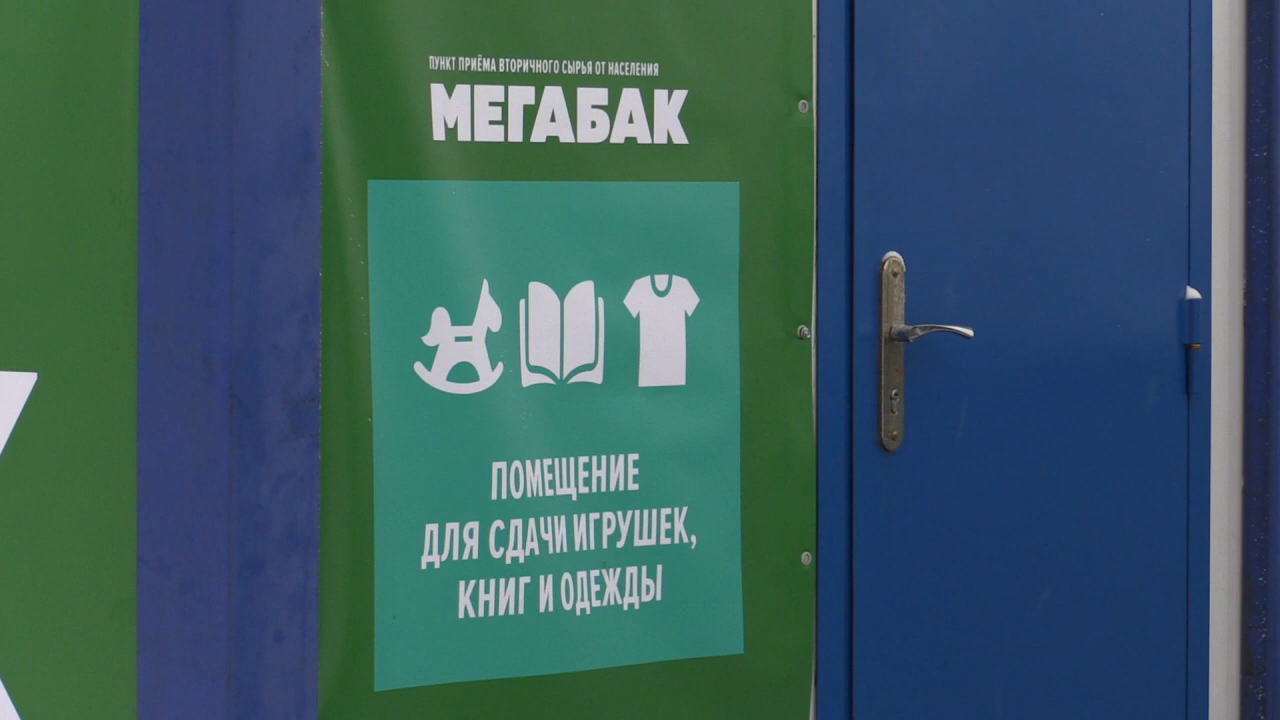 ПУНКТ ПРИЁМА ВТОРИЧНОГО СЫРЬЯ ОТ НАСЕЛЕНИЯ
МЕГАБАК
ПОМЕЩЕНИЕ
ДЛЯ СДАЧИ ИГРУШЕК,
КНИГ И ОДЕЖДЫ